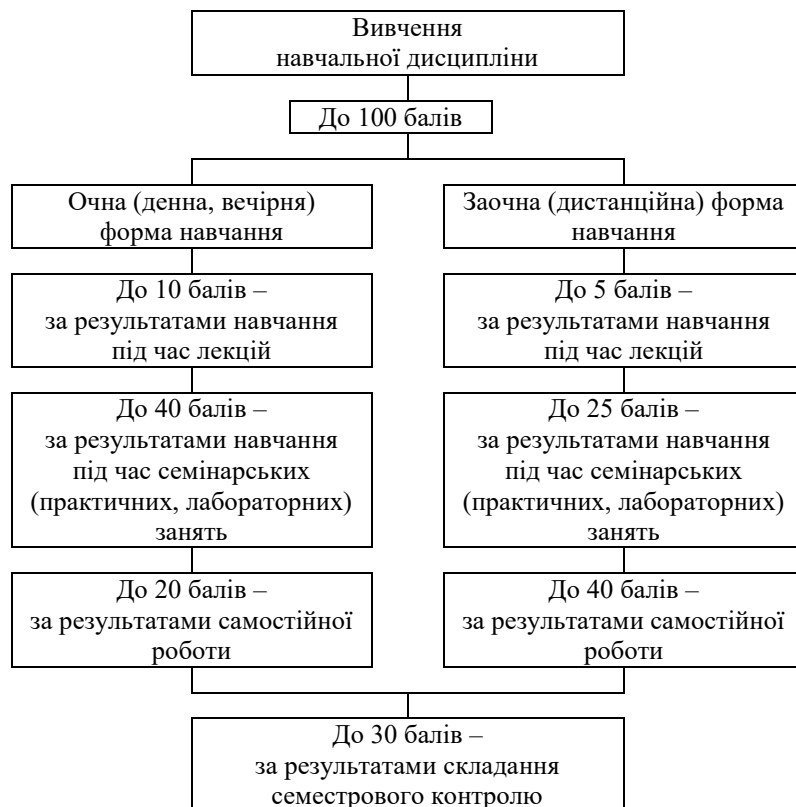 Вивчення
навчальної дисципліни
До 100 балів
Очна (денна, вечірня)
форма навчання
Заочна (дистанційна) форма
навчання
До 10 балів –
за результатами навчання
під час лекцій
До 5 балів –
за результатами навчання
під час лекцій
До 40 балів –
за результатами навчання
під час семінарських
(практичних, лабораторних)
занять
До 25 балів –
за результатами навчання
під час семінарських
(практичних, лабораторних)
занять
До 20 балів –
за результатами самостійної
роботи
До 40 балів –
за результатами самостійної
роботи
До 30 балів –
за результатами складання
семестрового контролю